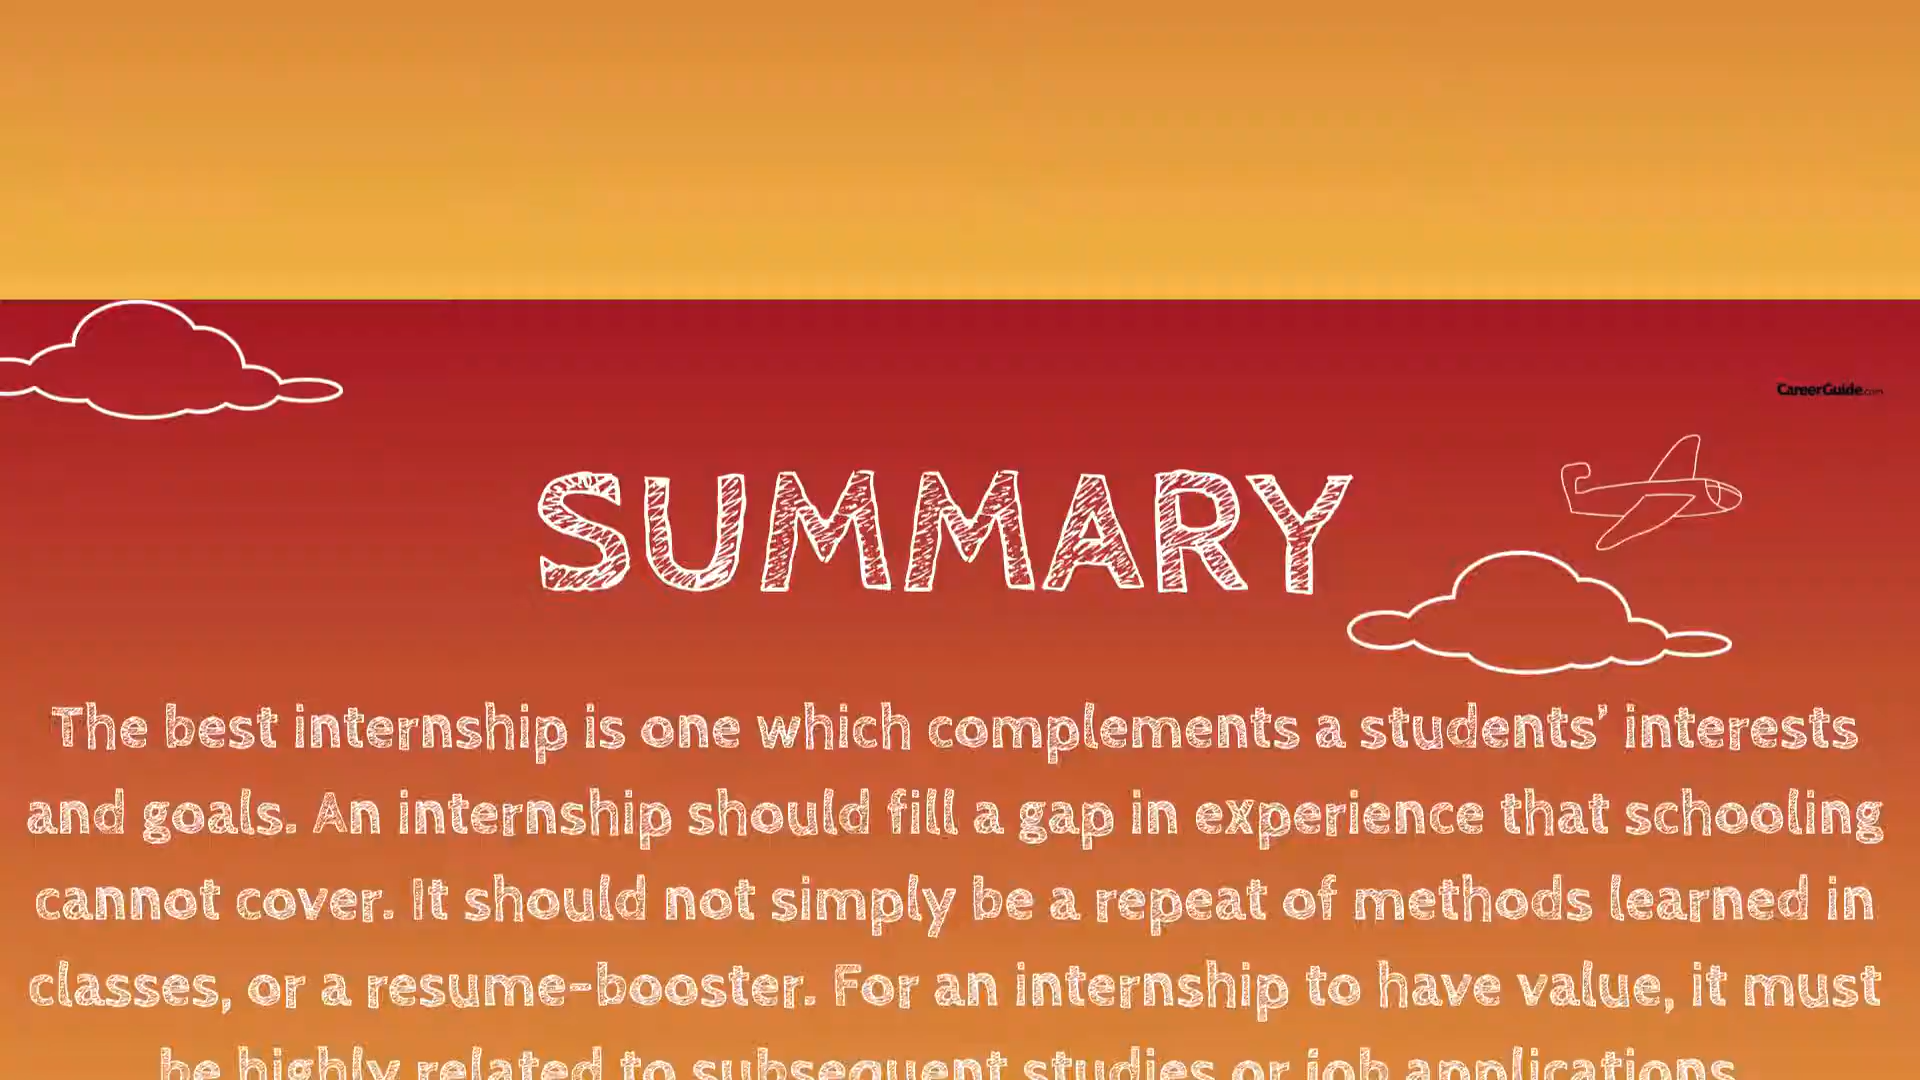 CareerGuide.com
SUMMARY
The best internship is one which complements a students’ interests
and goals. An internship should fill a gap in experience that schooling
cannot cover. It should not simply be a repeat of methods learned in
classes, or a resume-booster. For an internship to have value, it must
be highly related to subsequent studies or job applications.